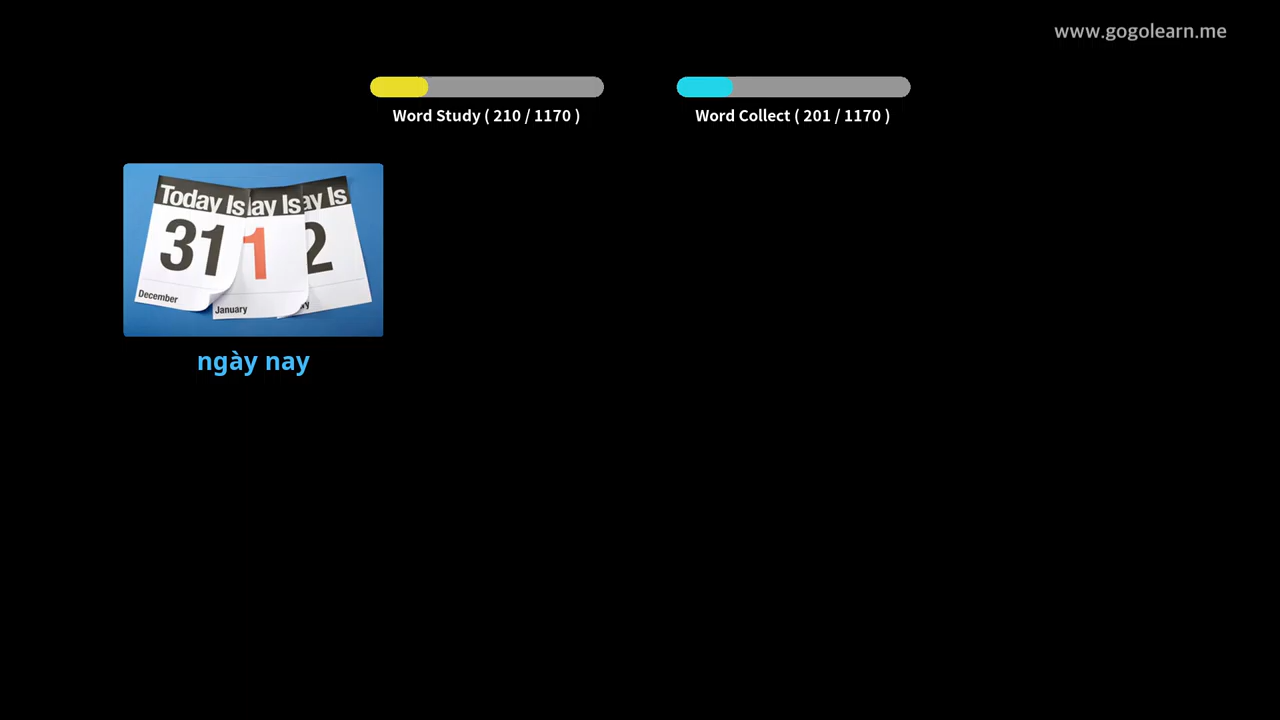 www.gogolearn.me
Word Study ( 210 / 1170 )
Word Collect ( 201 / 1170 )
Today Is
ay Is
ay Is
31
1
2
December
January
ngày nay